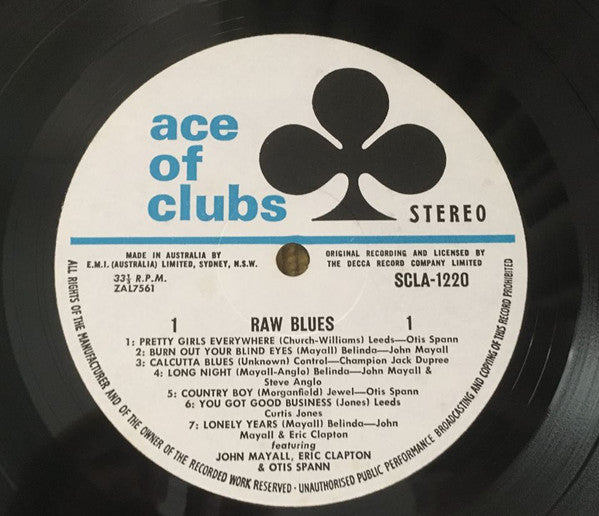 ace
of
clubs
STEREO
MADE IN AUSTRALIA BY
E.M.I. (AUSTRALIA) LIMITED, SYDNEY, N.S.W.
ORIGINAL RECORDING AND LICENSED BY
THE DECCA RECORD COMPANY LIMITED
33⅓ R.P.M.
ZAL7561
SCLA-1220
1 RAW BLUES 1
1: PRETTY GIRLS EVERYWHERE (Church-Williams) Leeds—Otis Spann
2: BURN OUT YOUR BLIND EYES (Mayall) Belinda—John Mayall
3: CALCUTTA BLUES (Unknown) Control—Champion Jack Dupree
4: LONG NIGHT (Mayall-Anglo) Belinda—John Mayall &
Steve Anglo
5: COUNTRY BOY (Morganfield) Jewel—Otis Spann
6: YOU GOT GOOD BUSINESS (Jones) Leeds
Curtis Jones
7: LONELY YEARS (Mayall) Belinda—John
Mayall & Eric Clapton
featuring
JOHN MAYALL, ERIC CLAPTON
& OTIS SPANN
ALL RIGHTS OF THE MANUFACTURER AND OF THE OWNER OF THE RECORDED WORK RESERVED · UNAUTHORISED PUBLIC PERFORMANCE BROADCASTING AND COPYING OF THIS RECORD PROHIBITED